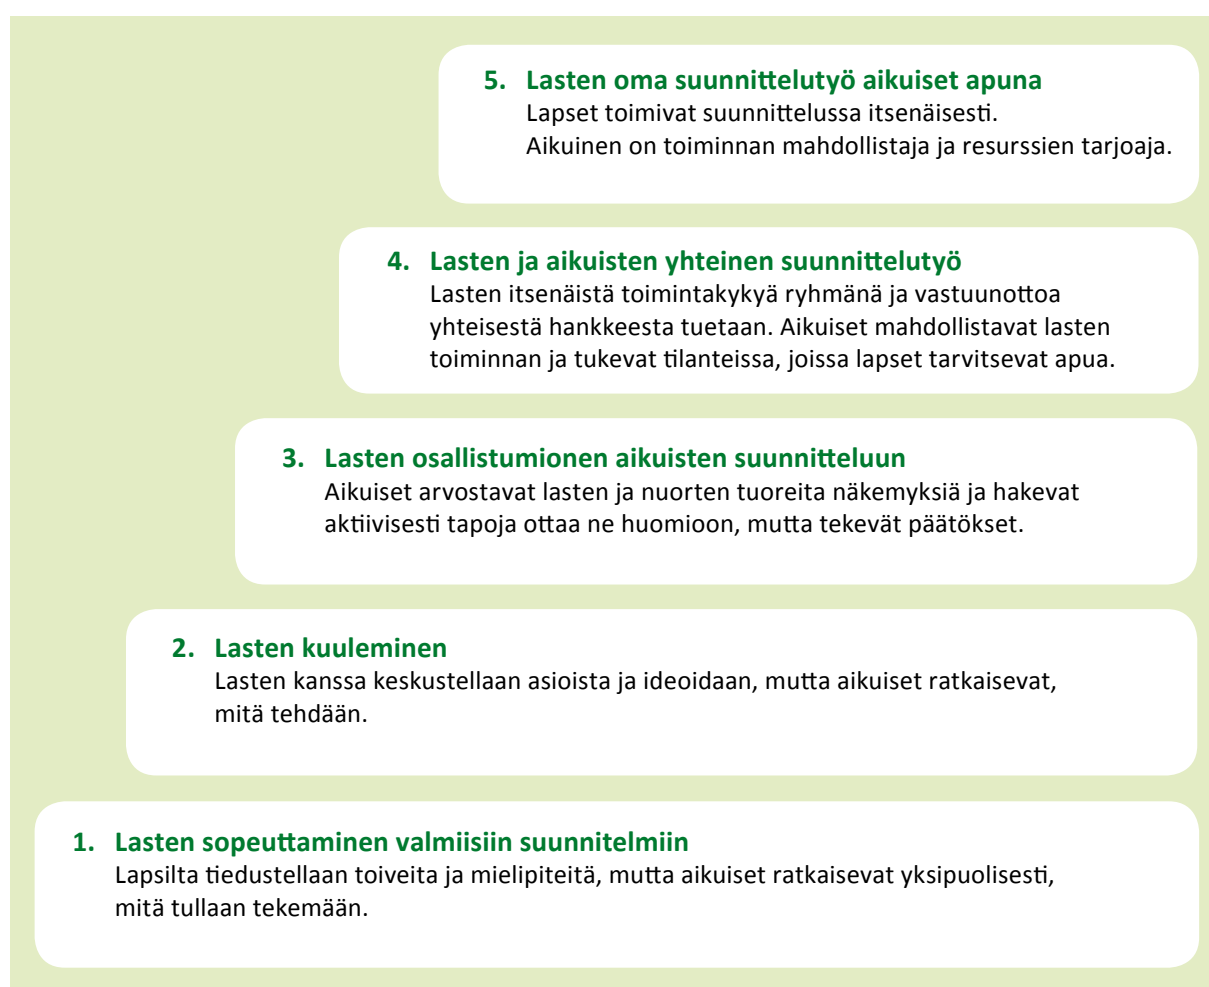 5. Lasten oma suunnittelutyö aikuiset apuna
Lapset toimivat suunnittelussa itsenäisesti.
Aikuinen on toiminnan mahdollistaja ja resurssien tarjoaja.
4. Lasten ja aikuisten yhteinen suunnittelutyö
Lasten itsenäistä toimintakykyä ryhmänä ja vastuunottoa
yhteisestä hankkeesta tuetaan. Aikuiset mahdollistavat lasten
toiminnan ja tukevat tilanteissa, joissa lapset tarvitsevat apua.
3. Lasten osallistumionen aikuisten suunnitteluun
Aikuiset arvostavat lasten ja nuorten tuoreita näkemyksiä ja hakevat
aktiivisesti tapoja ottaa ne huomioon, mutta tekevät päätökset.
2. Lasten kuuleminen
Lasten kanssa keskustellaan asioista ja ideoidaan, mutta aikuiset ratkaisevat,
mitä tehdään.
1. Lasten sopeuttaminen valmiisiin suunnitelmiin
Lapsilta tiedustellaan toiveita ja mielipiteitä, mutta aikuiset ratkaisevat yksipuolisesti,
mitä tullaan tekemään.